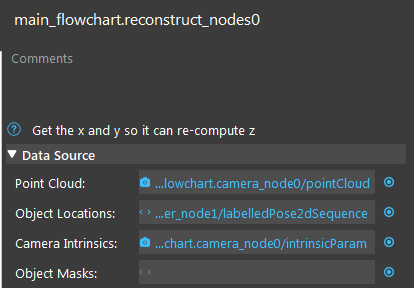 main_flowchart.reconstruct_nodes0
Comments
Get the x and y so it can re-compute z
Data Source
Point Cloud: ...lowchart.camera_node0/pointCloud
Object Locations: ...er_node1/labelledPose2dSequence
Camera Intrinsics: ...chart.camera_node0/intrinsicParam
Object Masks: